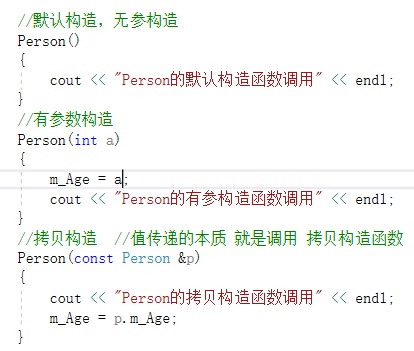 //默认构造，无参构造
Person()
{
cout << "Person的默认构造函数调用" << endl;
}
//有参数构造
Person(int a)
{
m_Age = a;
cout << "Person的有参构造函数调用" << endl;
}
//拷贝构造  //值传递的本质 就是调用 拷贝构造函数
Person(const Person &p)
{
cout << "Person的拷贝构造函数调用" << endl;
m_Age = p.m_Age;
}